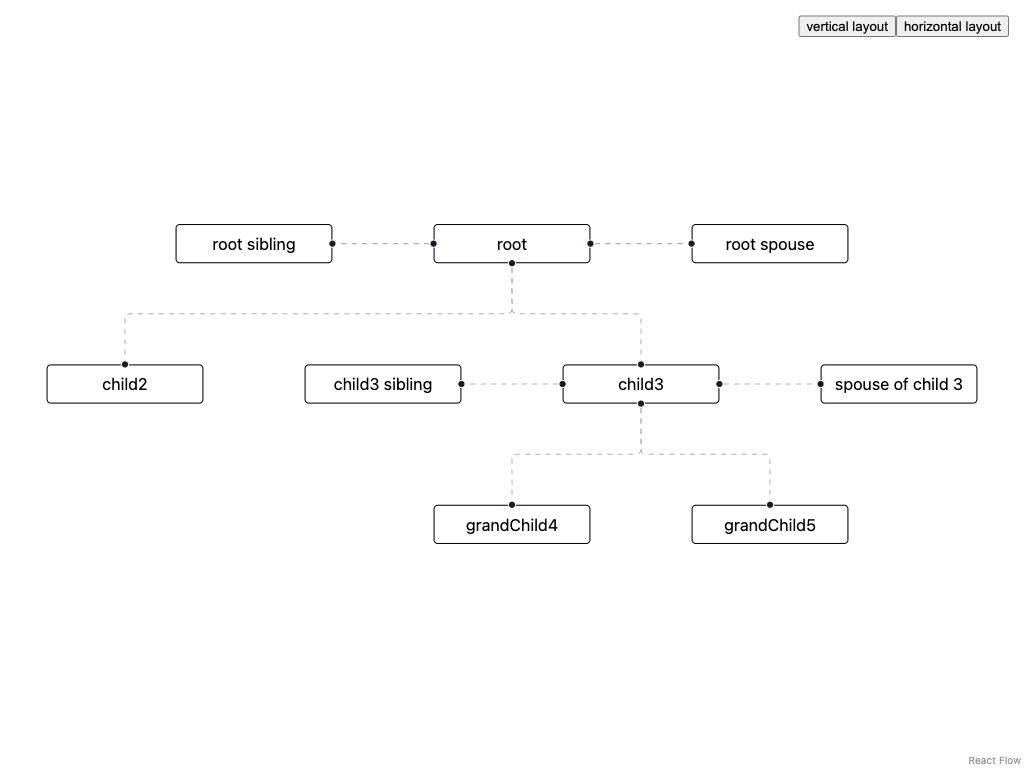 vertical layout horizontal layout
root sibling root root spouse
child2 child3 sibling child3 spouse of child 3
grandChild4 grandChild5
React Flow